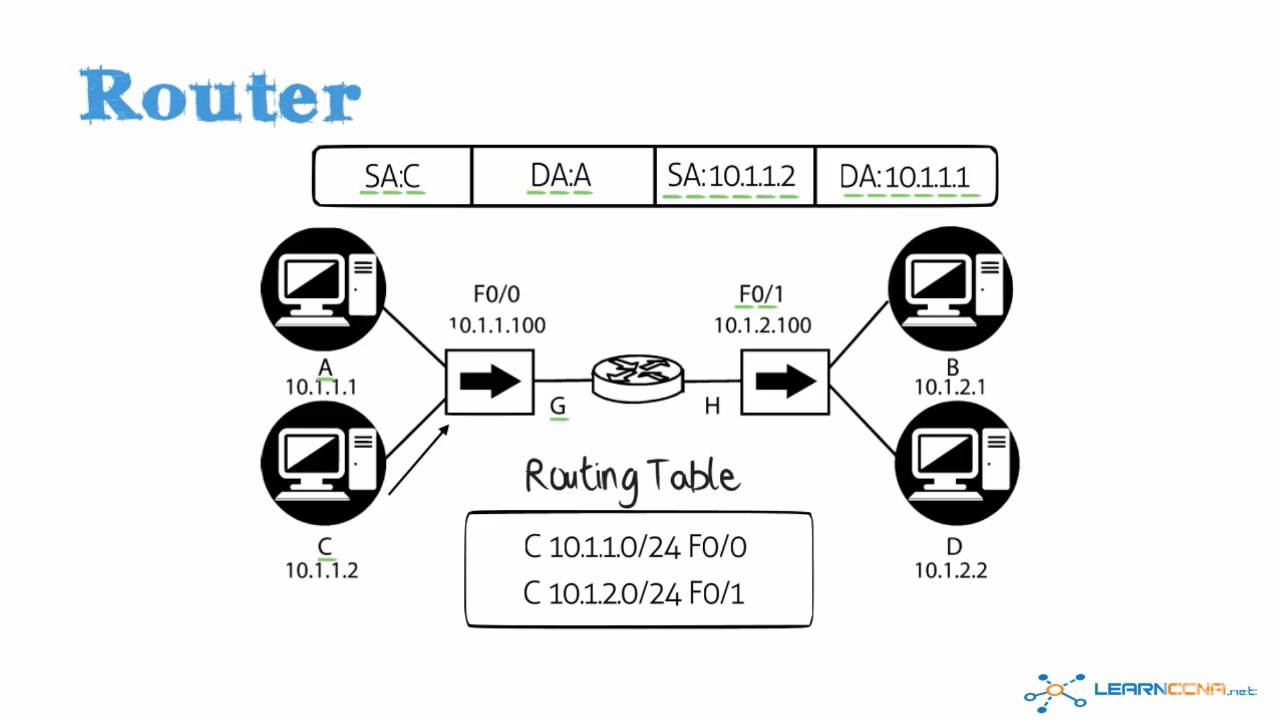 Router
SA:C DA:A SA:10.1.1.2 DA:10.1.1.1
F0/0
10.1.1.100
F0/1
10.1.2.100
A
10.1.1.1
B
10.1.2.1
G
H
Routing Table
C 10.1.1.0/24 F0/0
C 10.1.2.0/24 F0/1
C
10.1.1.2
D
10.1.2.2
LEARNCCNA.net